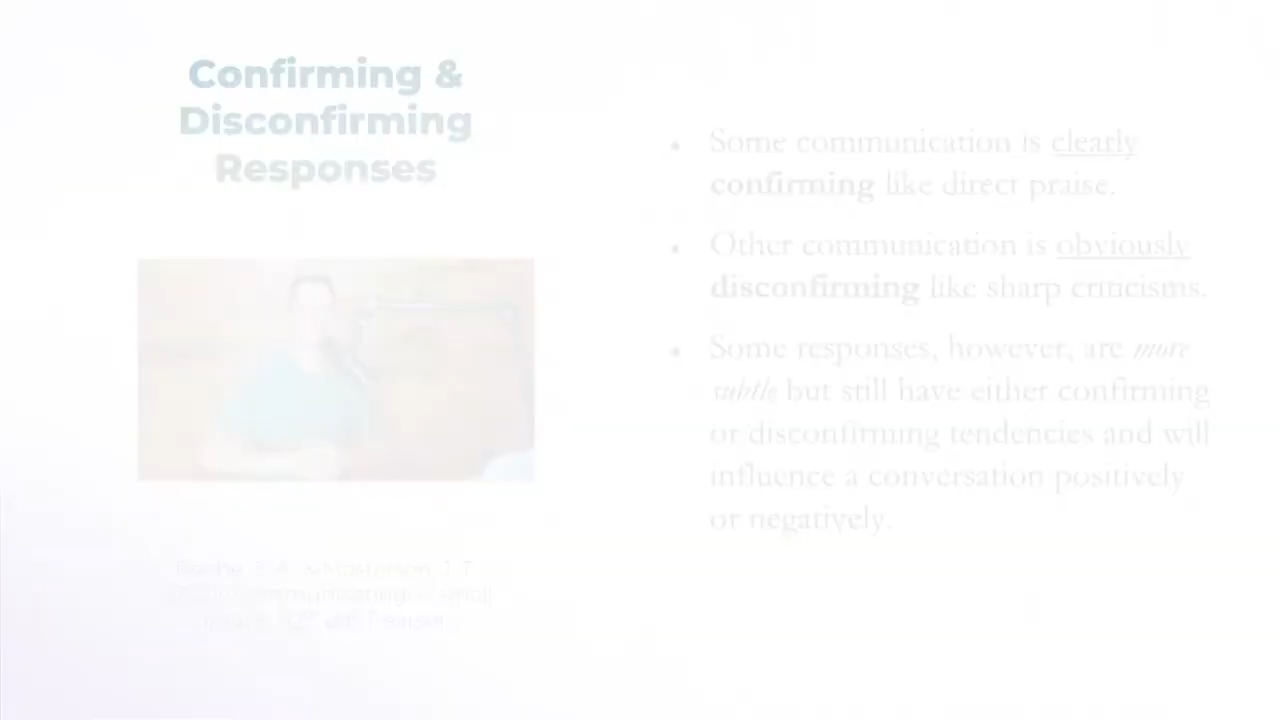 Confirming &
Disconfirming
Responses
• Some communication is clearly
confirming like direct praise.
• Other communication is obviously
disconfirming like sharp criticisms.
• Some responses, however, are more
subtle but still have either confirming
or disconfirming tendencies and will
influence a conversation positively
or negatively.